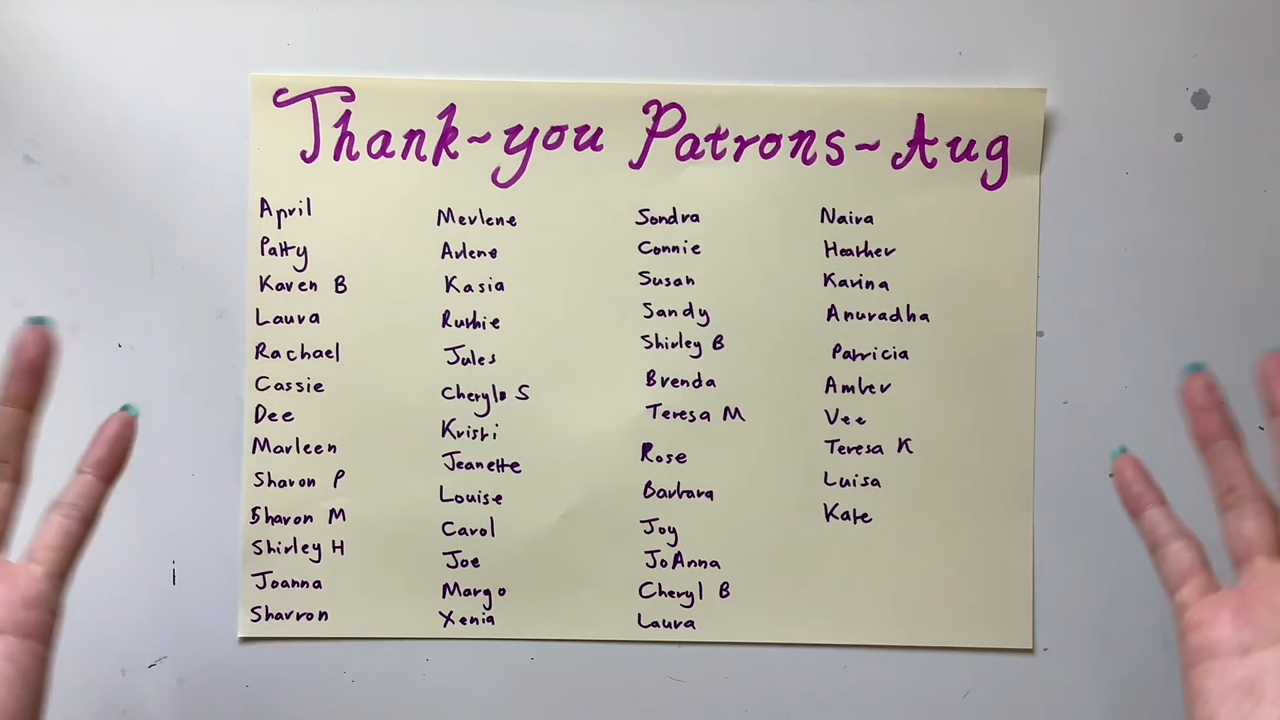 Thank-you Patrons-Aug
April
Patty
Karen B
Laura
Rachael
Cassie
Dee
Marleen
Sharon P
Sharon M
Shirley H
Joanna
Sharron
Merlene
Arlene
Kasia
Ruthie
Jules
Cheryle S
Kristi
Jeanette
Louise
Carol
Joe
Margo
Xenia
Sondra
Connie
Susan
Sandy
Shirley B
Brenda
Teresa M
Rose
Barbara
Joy
JoAnna
Cheryl B
Laura
Naira
Heather
Karina
Anuradha
Patricia
Amber
Vee
Teresa K
Luisa
Kate